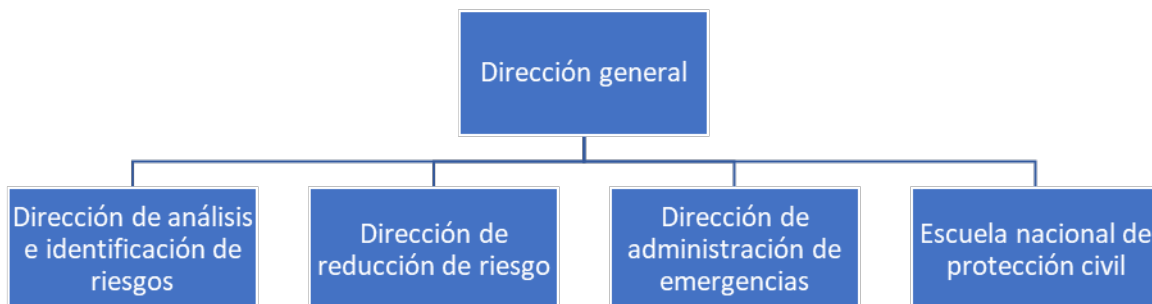 Dirección general
Dirección de análisis
e identificación de
riesgos
Dirección de
reducción de riesgo
Dirección de
administración de
emergencias
Escuela nacional de
protección civil